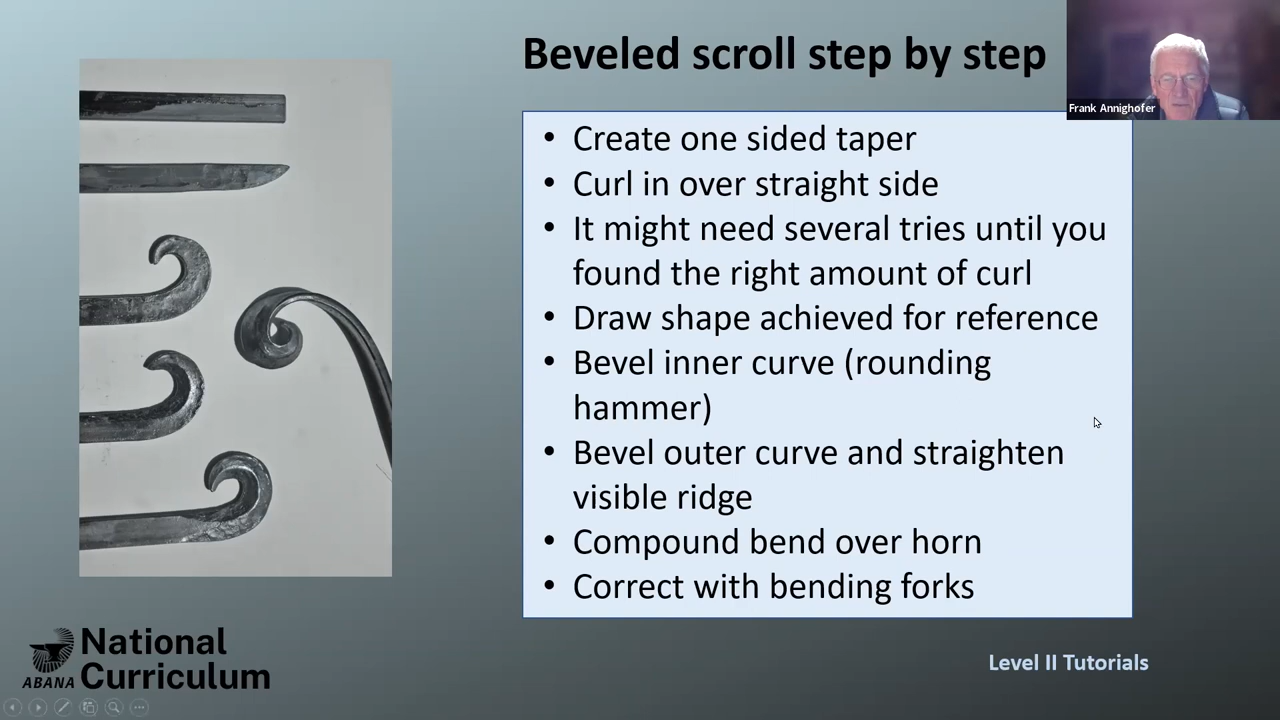 Beveled scroll step by step
Frank Annighofer
• Create one sided taper
• Curl in over straight side
• It might need several tries until you
found the right amount of curl
• Draw shape achieved for reference
• Bevel inner curve (rounding
hammer)
• Bevel outer curve and straighten
visible ridge
• Compound bend over horn
• Correct with bending forks
National
Curriculum
ABANA
Level II Tutorials